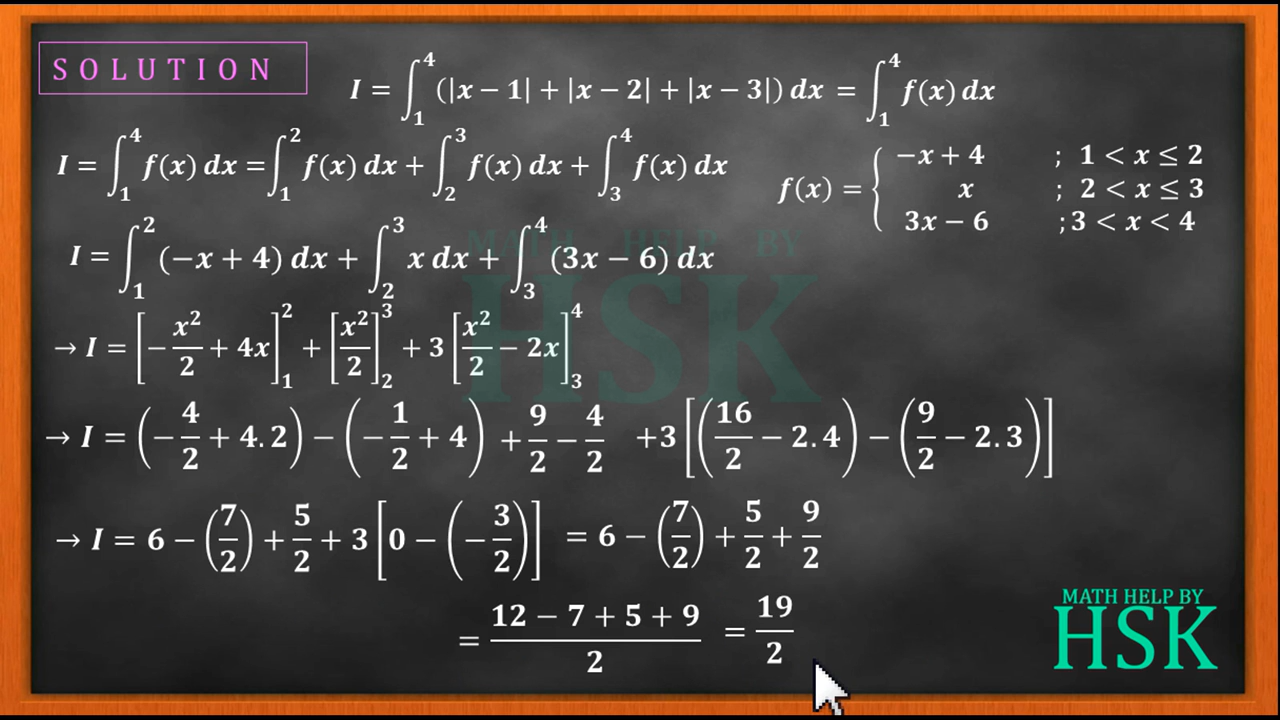 SOLUTION
I = ∫₁⁴ (|x − 1| + |x − 2| + |x − 3|) dx = ∫₁⁴ f(x) dx
I = ∫₁⁴ f(x) dx = ∫₁² f(x) dx + ∫₂³ f(x) dx + ∫₃⁴ f(x) dx
f(x) = { −x + 4 ; 1 < x ≤ 2
x ; 2 < x ≤ 3
3x − 6 ; 3 < x < 4
I = ∫₁² (−x + 4) dx + ∫₂³ x dx + ∫₃⁴ (3x − 6) dx
→ I = [−x²/2 + 4x]₁² + [x²/2]₂³ + 3 [x²/2 − 2x]₃⁴
→ I = (−4/2 + 4.2) − (−1/2 + 4) + 9/2 − 4/2 +3 [(16/2 − 2.4) − (9/2 − 2.3)]
→ I = 6 − (7/2) + 5/2 + 3 [0 − (−3/2)] = 6 − (7/2) + 5/2 + 9/2
= (12 − 7 + 5 + 9)/2 = 19/2
MATH HELP BY
HSK
MATH HELP BY
HSK